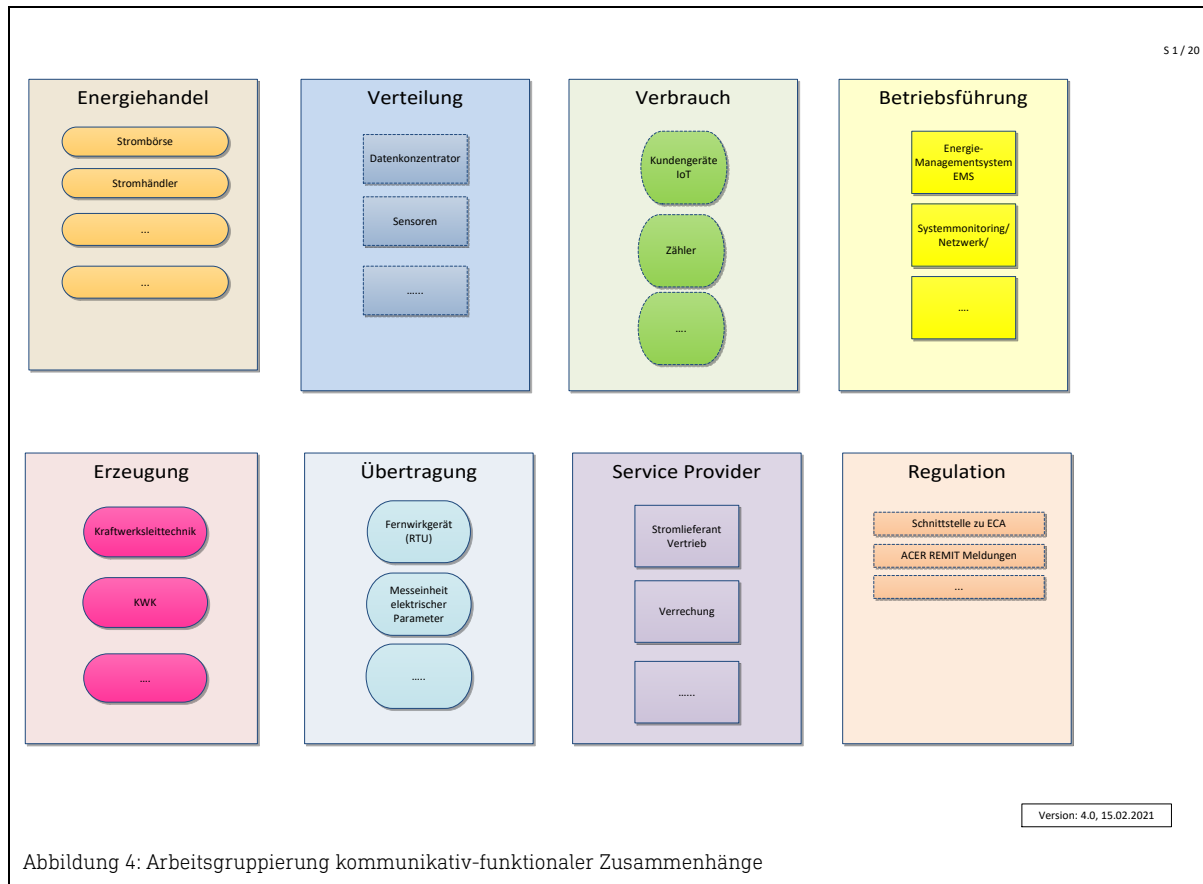 S 1 / 20
Energiehandel
Strombörse
Stromhändler
...
...
Verteilung
Datenkonzentrator
Sensoren
......
Verbrauch
Kundengeräte
IoT
Zähler
....
Betriebsführung
Energie-
Managementsystem
EMS
Systemmonitoring/
Netzwerk/
....
Erzeugung
Kraftwerksleittechnik
KWK
....
Übertragung
Fernwirkgerät
(RTU)
Messeinheit
elektrischer
Parameter
.....
Service Provider
Stromlieferant
Vertrieb
Verrechung
......
Regulation
Schnittstelle zu ECA
ACER REMIT Meldungen
...
Version: 4.0, 15.02.2021
Abbildung 4: Arbeitsgruppierung kommunikativ-funktionaler Zusammenhänge